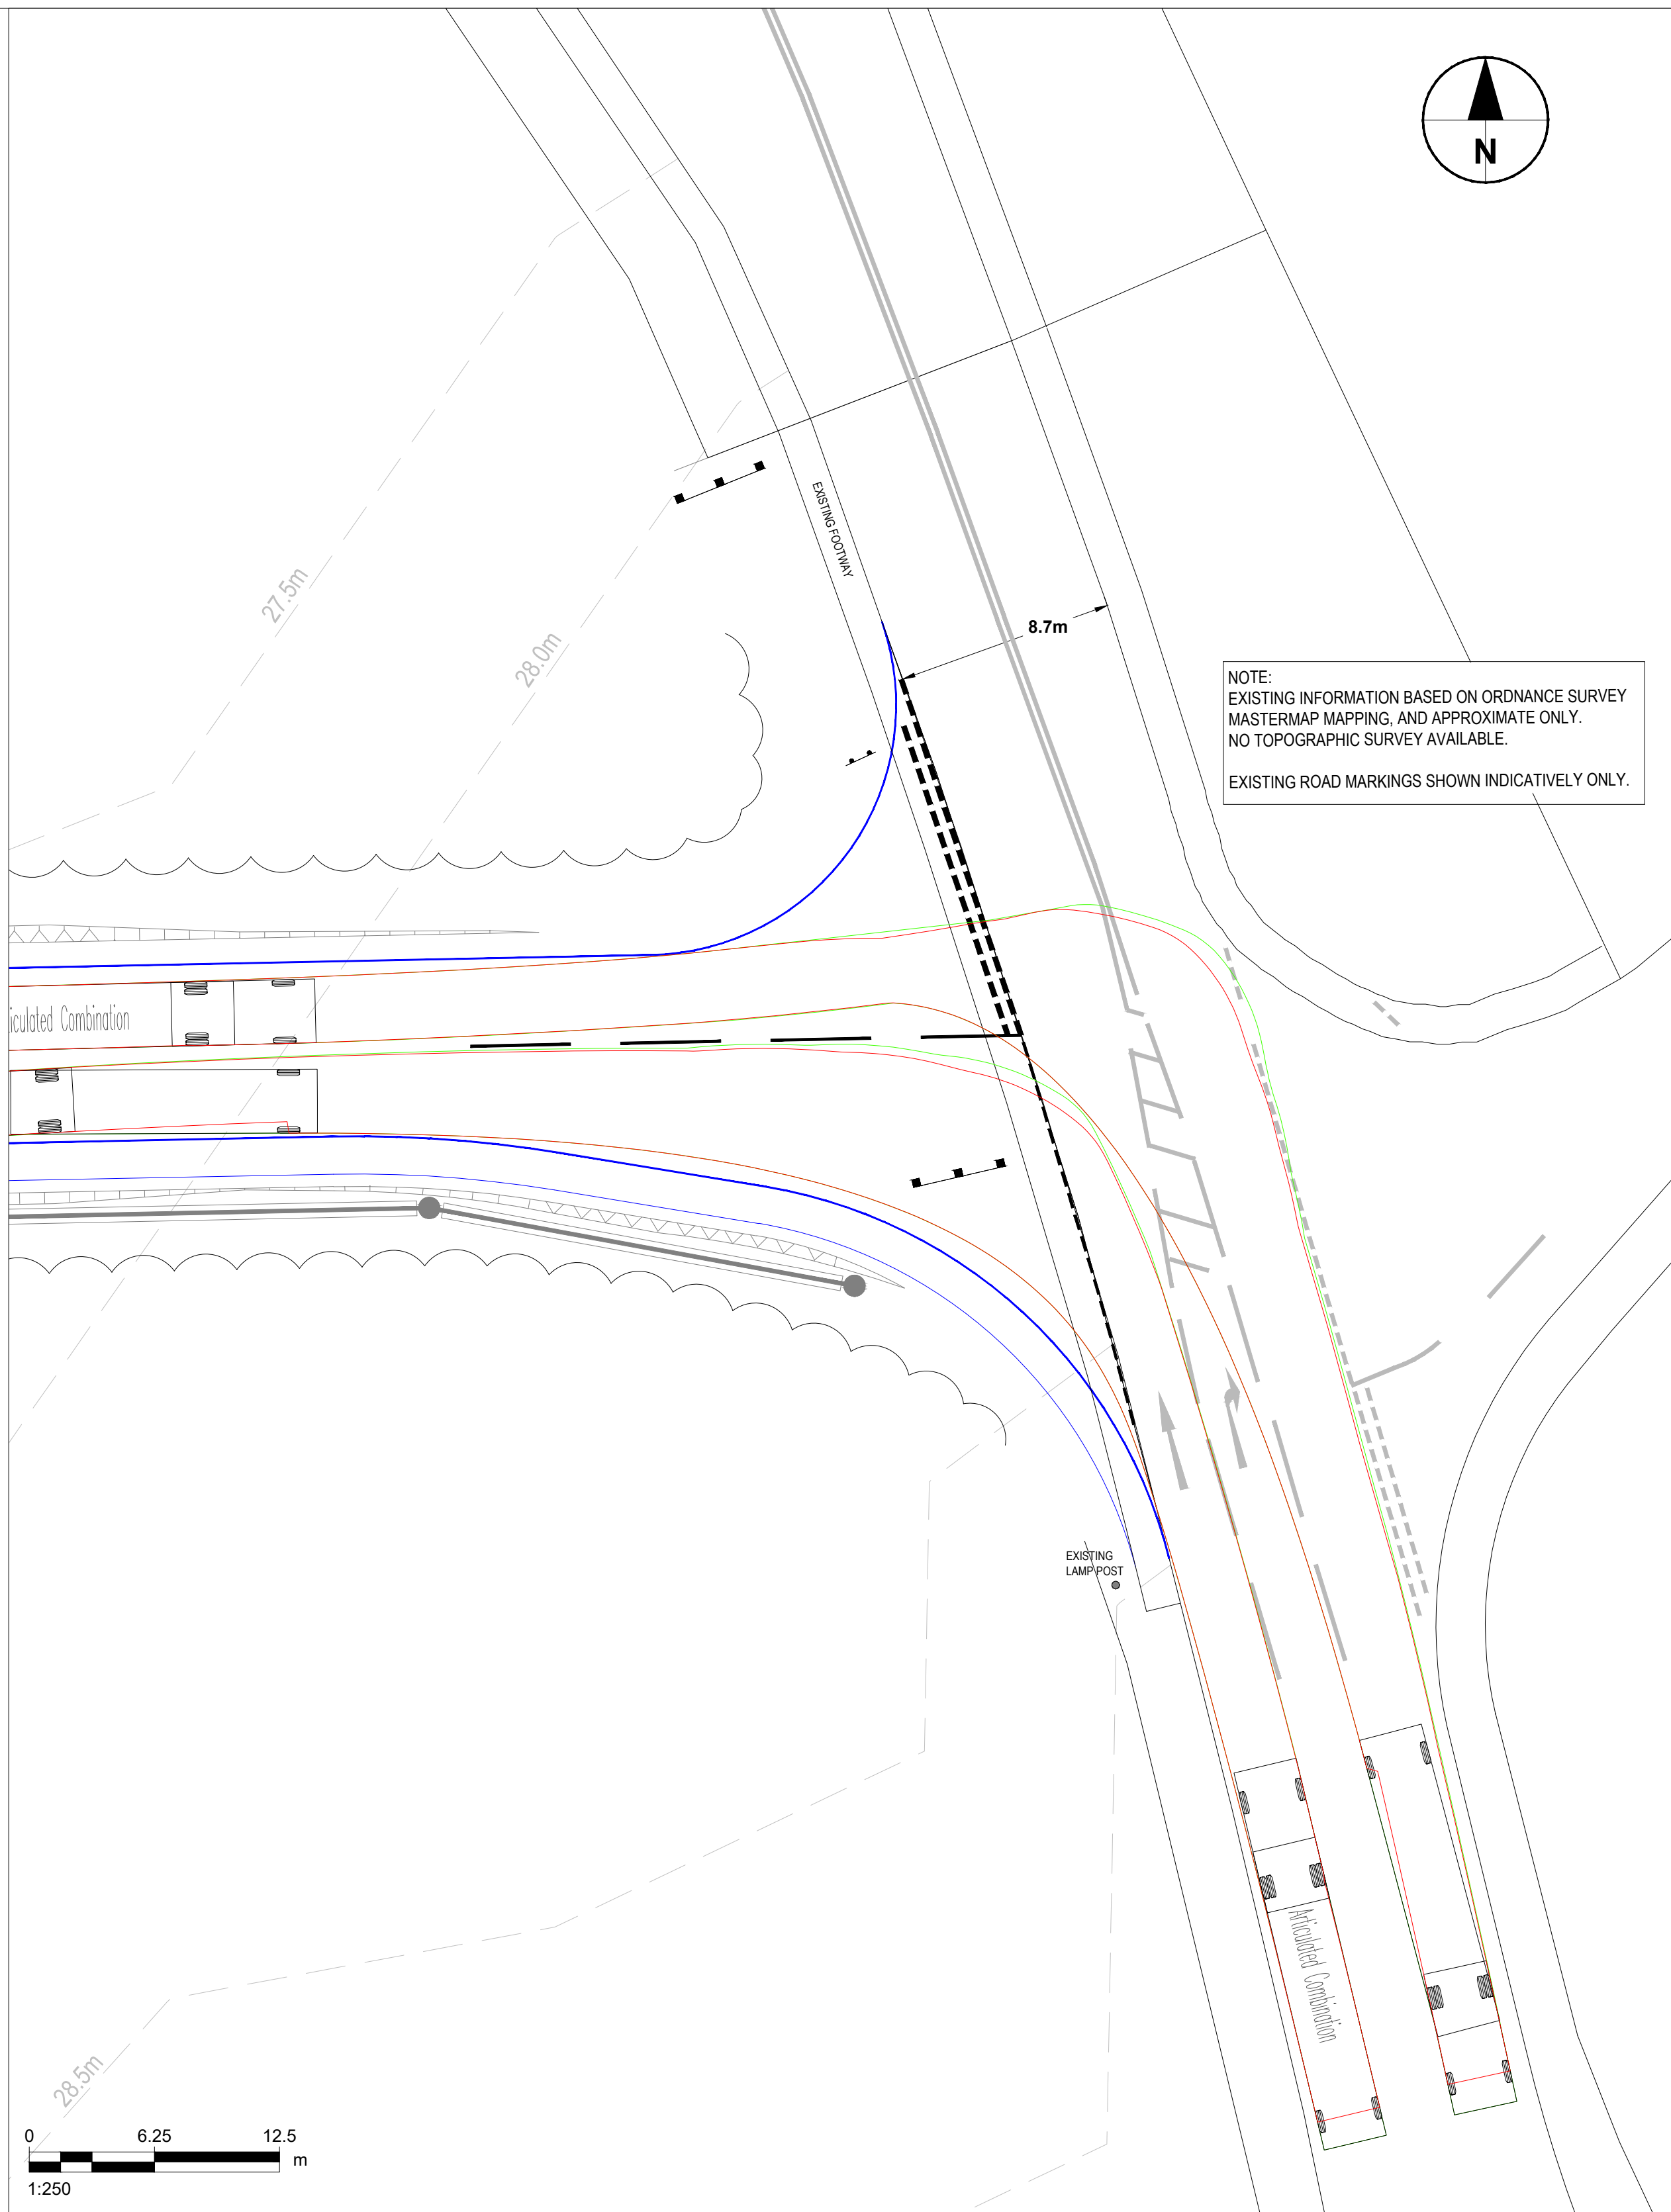 N
EXISTING FOOTWAY
27.5m
28.0m
8.7m
NOTE:
EXISTING INFORMATION BASED ON ORDNANCE SURVEY
MASTERMAP MAPPING, AND APPROXIMATE ONLY.
NO TOPOGRAPHIC SURVEY AVAILABLE.
EXISTING ROAD MARKINGS SHOWN INDICATIVELY ONLY.
iculated Combination
EXISTING
LAMP POST
Articulated Combination
28.5m
0 6.25 12.5
m
1:250